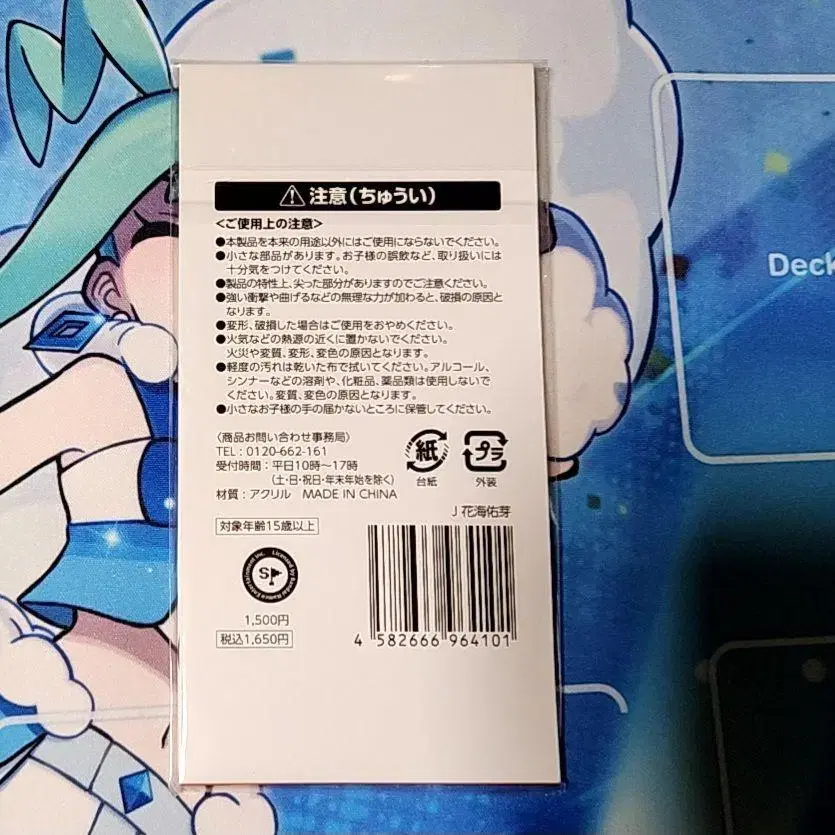 注意(ちゅうい)
<ご使用上の注意>
●本製品を本来の用途以外にはご使用にならないでください。
●小さな部品があります。お子様の誤飲など、取り扱いには
十分気をつけてください。
●製品の特性上、尖った部分がありますのでご注意ください。
●強い衝撃や曲げるなどの無理な力が加わると、破損の原因と
なります。
●変形、破損した場合はご使用をおやめください。
●火気などの熱源の近くに置かないでください。
火災や変質、変形、変色の原因となります。
●軽度の汚れは乾いた布で拭いてください。アルコール、
シンナーなどの溶剤や、化粧品、薬品類は使用しないで
ください。変質、変色の原因となります。
●小さなお子様の手の届かないところに保管してください。
〈商品お問い合わせ事務局〉
TEL：0120-662-161
受付時間：平日10時～17時
(土・日・祝日・年末年始を除く)
材質：アクリル MADE IN CHINA
紙
台紙
プラ
外装
J 花海佑芽
対象年齢15歳以上
Licensed by Bandai Namco Entertainment Inc.
SP
1,500円
税込1,650円
4 582666 964101
Deck